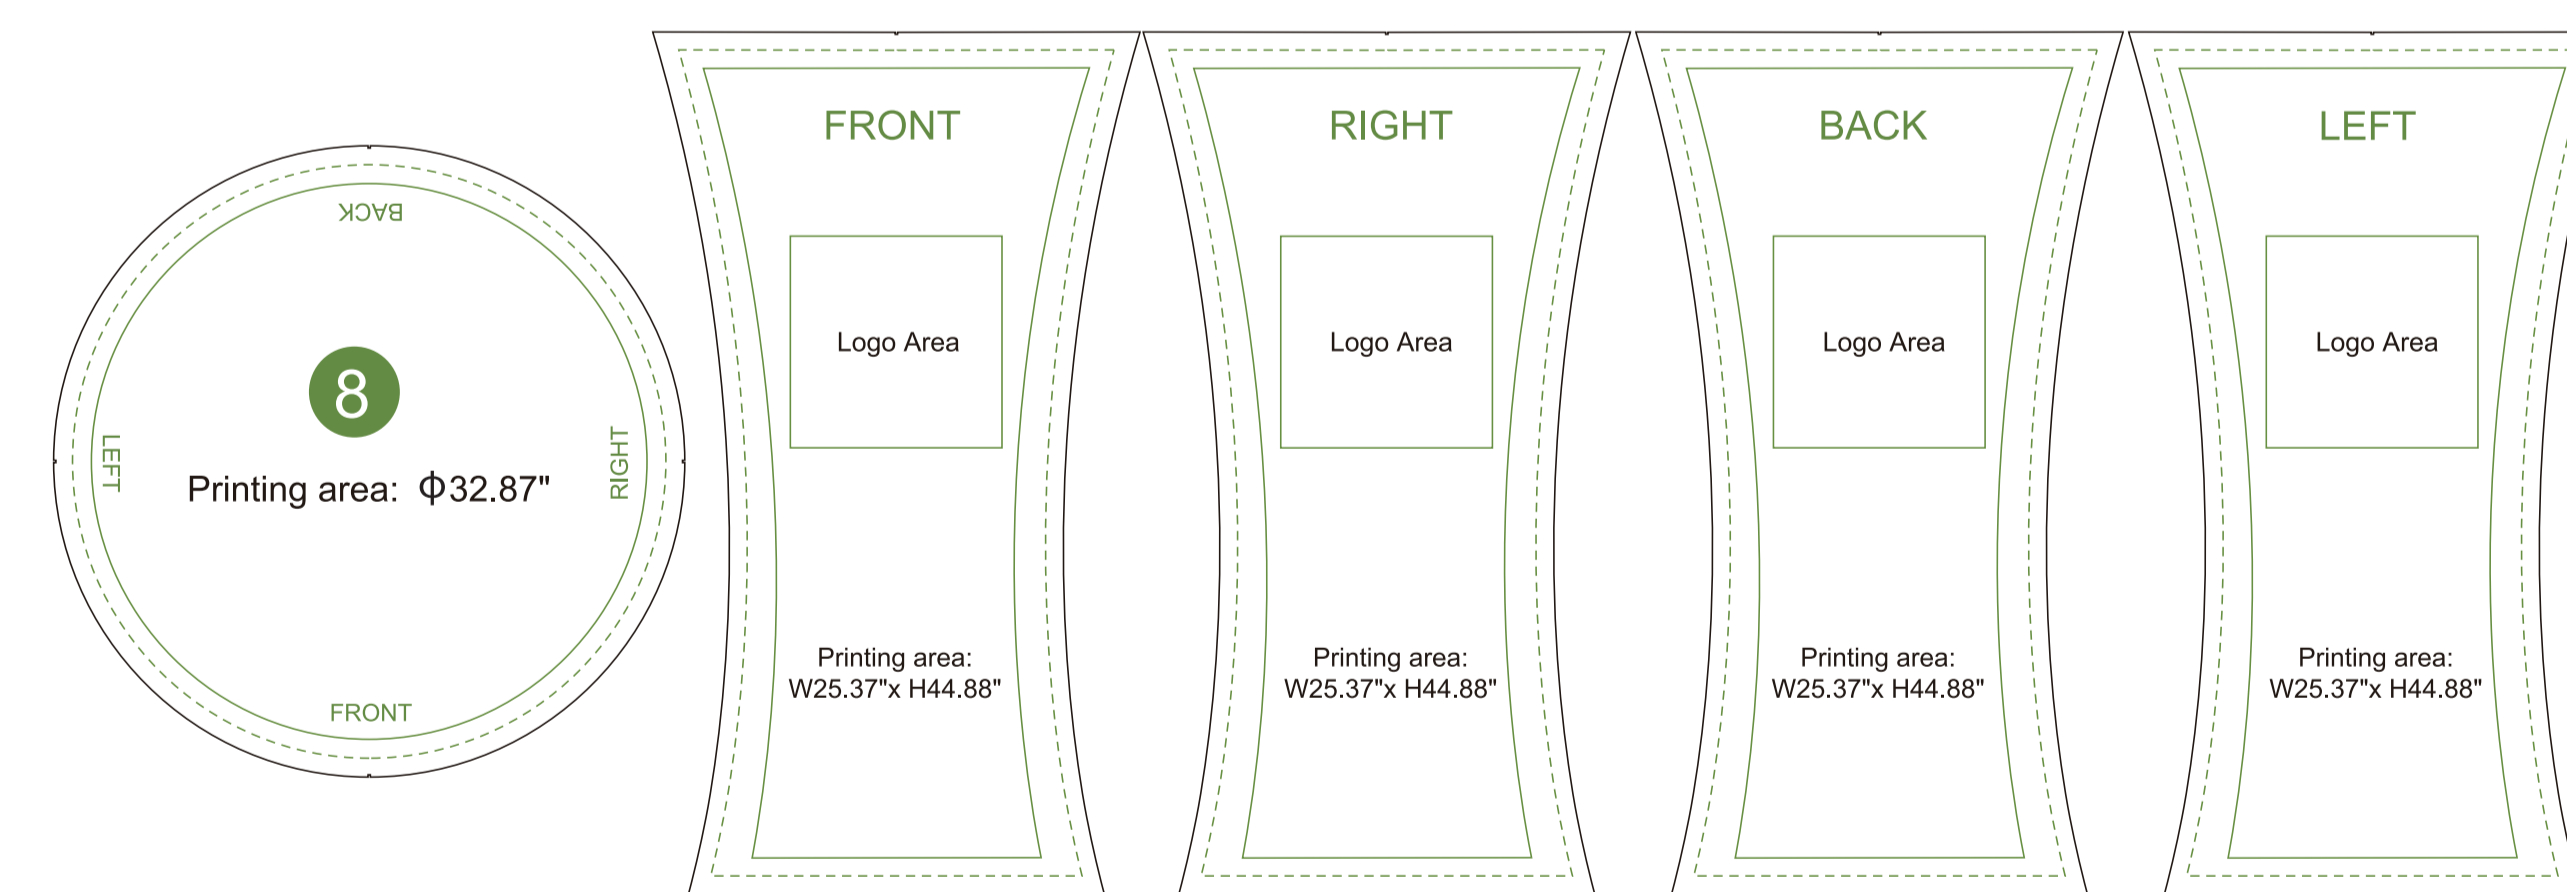 BACK
8
LEFT
RIGHT
Printing area: Φ32.87"
FRONT
FRONT
Logo Area
Printing area:
W25.37"x H44.88"
RIGHT
Logo Area
Printing area:
W25.37"x H44.88"
BACK
Logo Area
Printing area:
W25.37"x H44.88"
LEFT
Logo Area
Printing area:
W25.37"x H44.88"